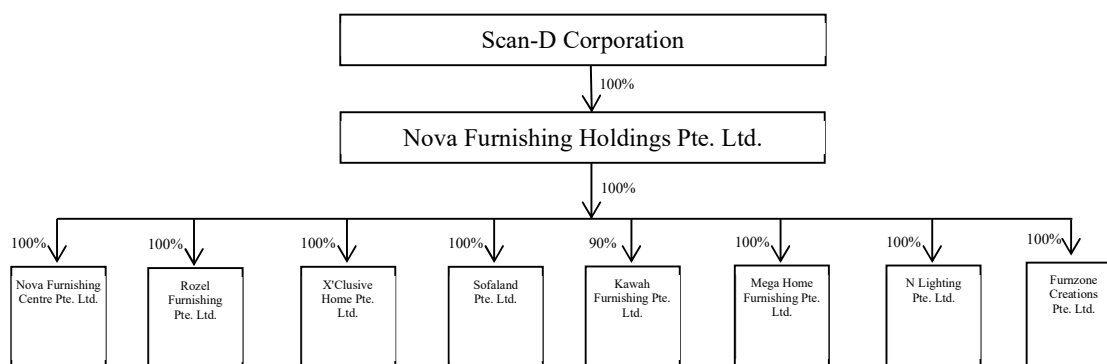 Scan-D Corporation
100%
Nova Furnishing Holdings Pte. Ltd.
100%
100%
100%
100%
100%
90%
100%
100%
100%
Nova Furnishing
Centre Pte. Ltd.
Rozel
Furnishing
Pte. Ltd.
X'Clusive
Home Pte.
Ltd.
Sofaland
Pte. Ltd.
Kawah
Furnishing Pte.
Ltd.
Mega Home
Furnishing Pte.
Ltd.
N Lighting
Pte. Ltd.
Furnzone
Creations
Pte. Ltd.